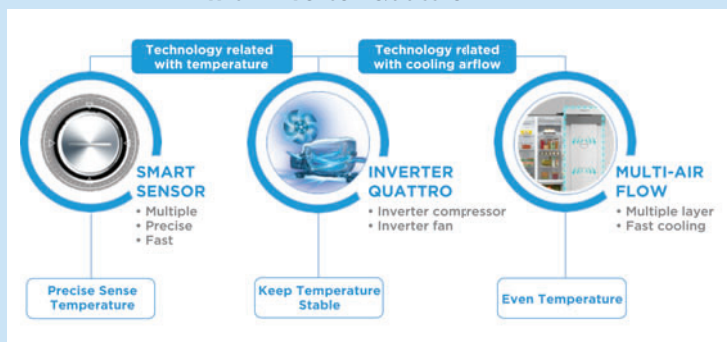 Technology related
with temperature
Technology related
with cooling arflow
SMART
SENSOR
• Multiple
• Precise
• Fast
INVERTER
QUATTRO
• Inverter compressor
• Inverter fan
MULTI-AIR
FLOW
• Multiple layer
• Fast cooling
Precise Sense
Temperature
Keep Temperature
Stable
Even Temperature